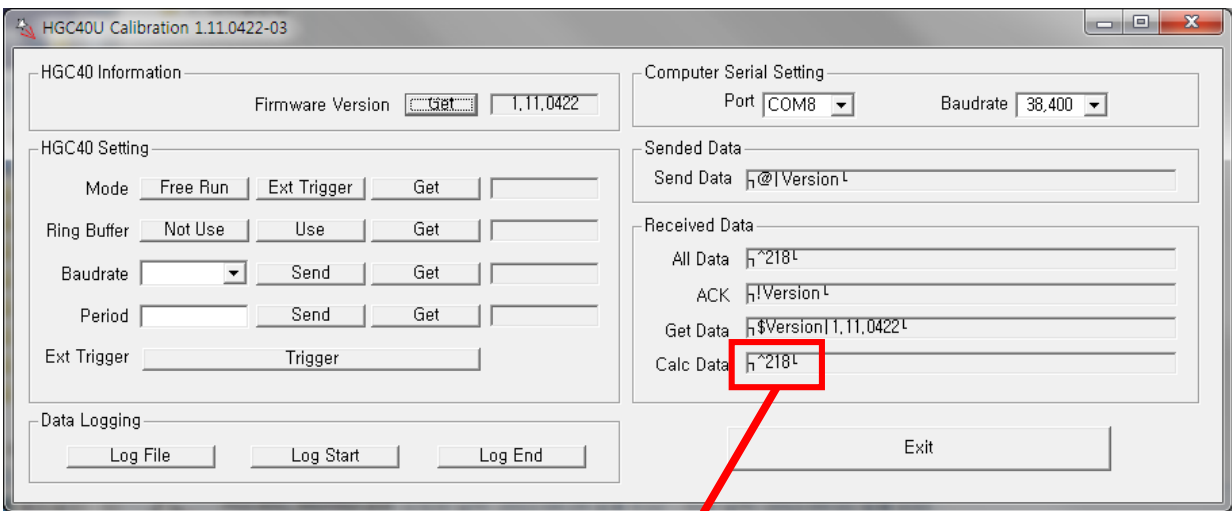 HGC40U Calibration 1.11.0422-03
HGC40 Information
Firmware Version Get 1.11.0422
HGC40 Setting
Mode Free Run Ext Trigger Get
Ring Buffer Not Use Use Get
Baudrate Send Get
Period Send Get
Ext Trigger Trigger
Data Logging
Log File Log Start Log End
Computer Serial Setting
Port COM8 Baudrate 38,400
Sended Data
Send Data ┐@|Version└
Received Data
All Data ┐^218└
ACK ┐!Version└
Get Data ┐$Version|1.11.0422└
Calc Data ┐^218└
Exit